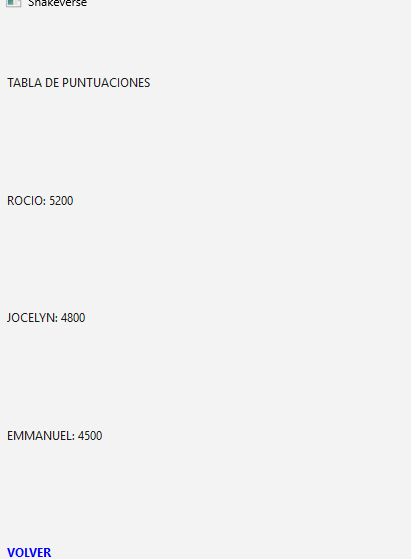 Snakeverse
TABLA DE PUNTUACIONES
ROCIO: 5200
JOCELYN: 4800
EMMANUEL: 4500
VOLVER